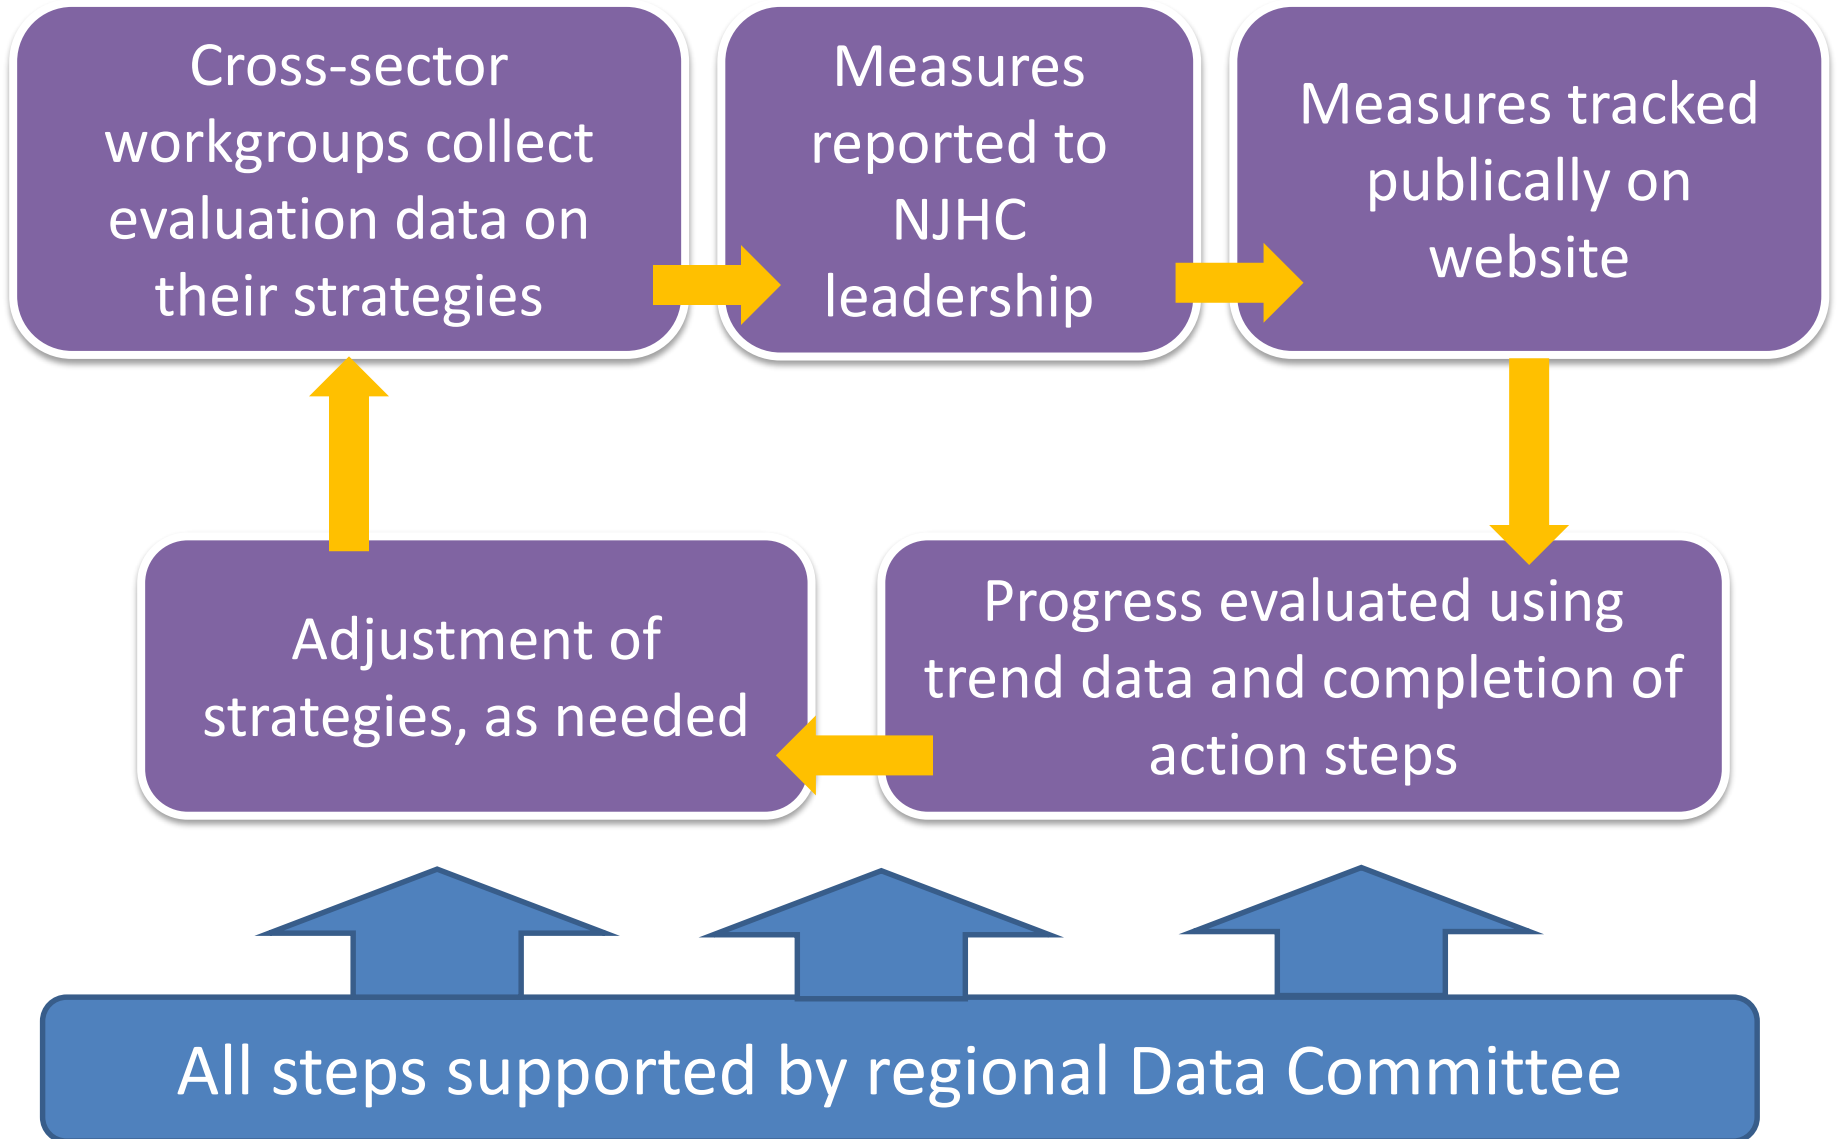 Cross-sector
workgroups collect
evaluation data on
their strategies
Measures
reported to
NJHC
leadership
Measures tracked
publically on
website
Progress evaluated using
trend data and completion of
action steps
Adjustment of
strategies, as needed
All steps supported by regional Data Committee